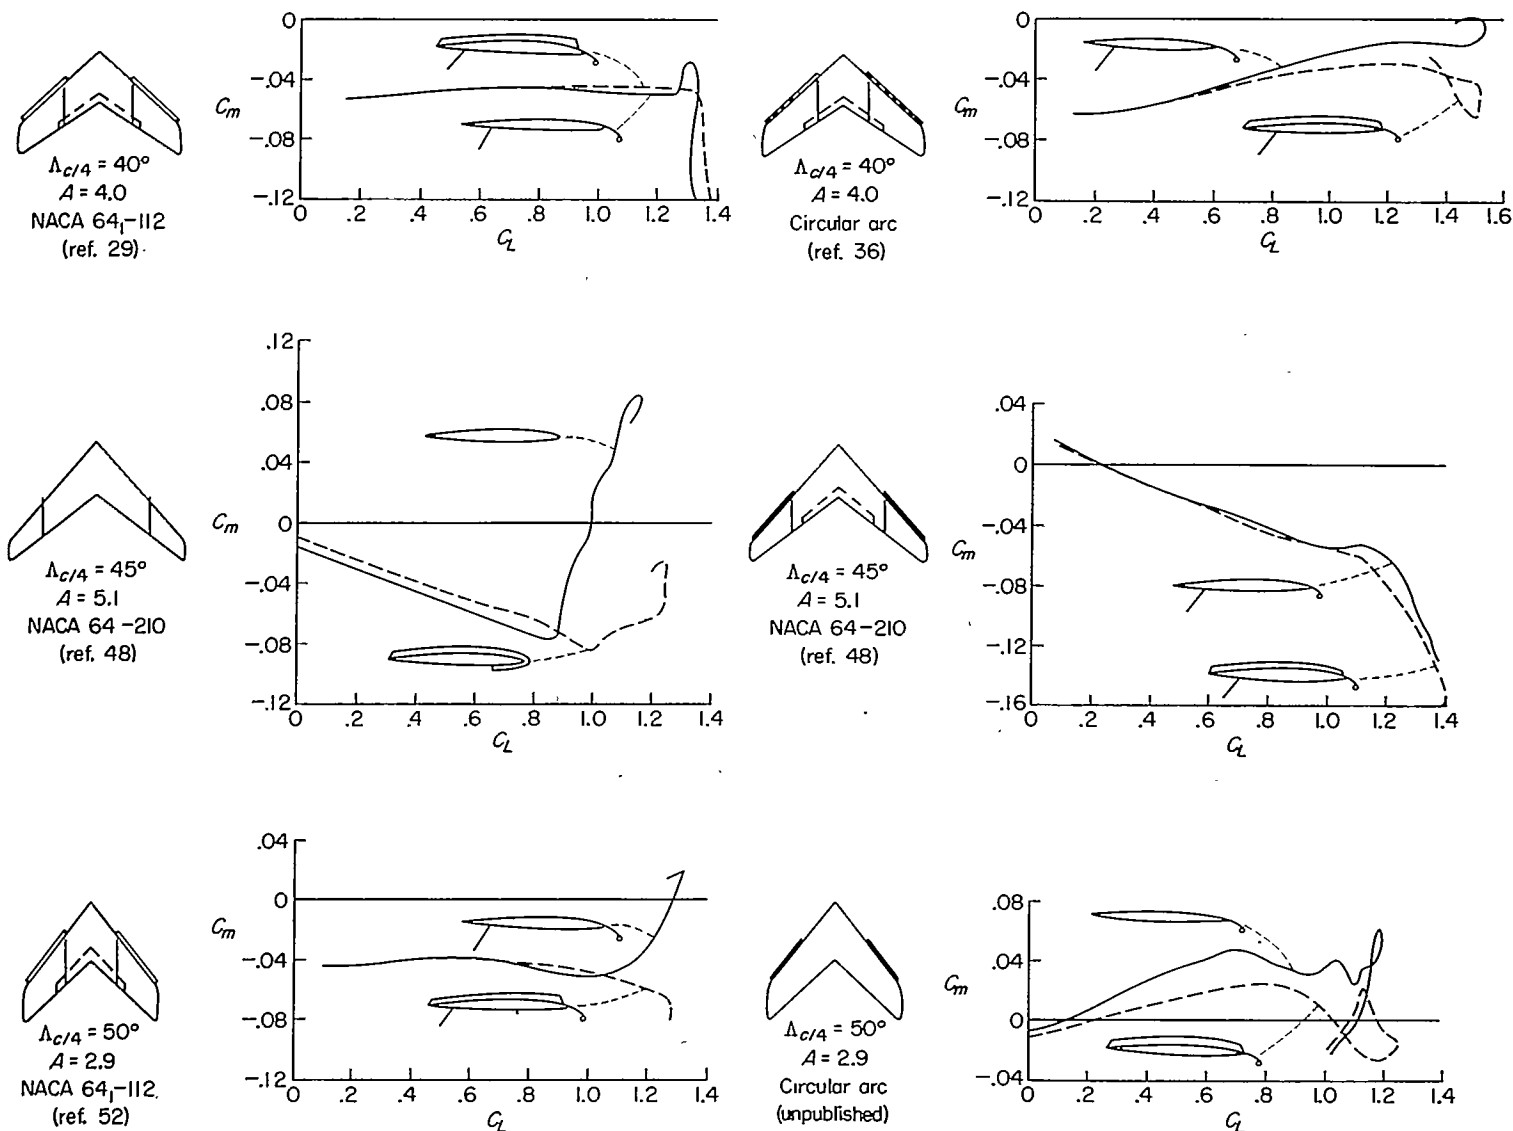 0
-.04
-.08
-.12
Cm
0 .2 .4 .6 .8 1.0 1.2 1.4
CL
Λc/4 = 40°
A = 4.0
NACA 64₁-112
(ref. 29)
0
-.04
-.08
-.12
Cm
0 .2 .4 .6 .8 1.0 1.2 1.4 1.6
CL
Λc/4 = 40°
A = 4.0
Circular arc
(ref. 36)
.12
.08
.04
0
-.04
-.08
-.12
Cm
0 .2 .4 .6 .8 1.0 1.2 1.4
CL
Λc/4 = 45°
A = 5.1
NACA 64-210
(ref. 48)
.04
0
-.04
-.08
-.12
-.16
Cm
0 .2 .4 .6 .8 1.0 1.2 1.4
CL
Λc/4 = 45°
A = 5.1
NACA 64-210
(ref. 48)
.04
0
-.04
-.08
-.12
Cm
0 .2 .4 .6 .8 1.0 1.2 1.4
CL
Λc/4 = 50°
A = 2.9
NACA 64₁-112
(ref. 52)
.08
.04
0
-.04
Cm
0 .2 .4 .6 .8 1.0 1.2 1.4
CL
Λc/4 = 50°
A = 2.9
Circular arc
(unpublished)